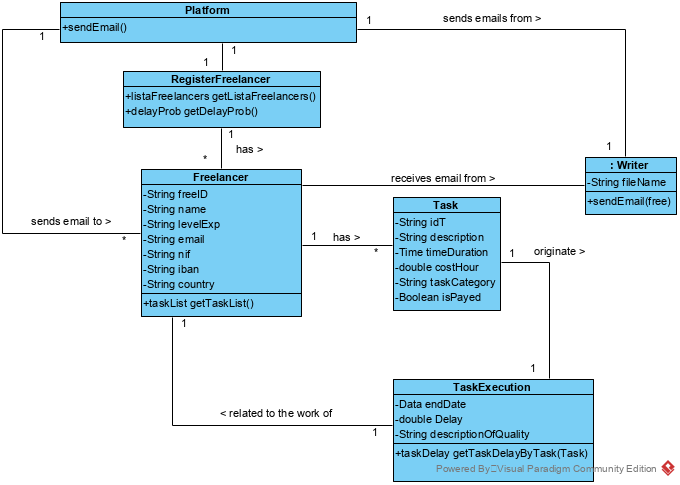 Platform
+sendEmail()
1
1
sends emails from >
1
1
RegisterFreelancer
+listaFreelancers getListaFreelancers()
+delayProb getDelayProb()
1
has >
*
1
: Writer
-String fileName
+sendEmail(free)
Freelancer
-String freeID
-String name
-String levelExp
-String email
-String nif
-String iban
-String country
+taskList getTaskList()
receives email from >
sends email to >
*
1
has >
*
Task
-String idT
-String description
-Time timeDuration
-double costHour
-String taskCategory
-Boolean isPayed
1
originate >
1
1
< related to the work of
1
TaskExecution
-Data endDate
-double Delay
-String descriptionOfQuality
+taskDelay getTaskDelayByTask(Task)
Powered By Visual Paradigm Community Edition